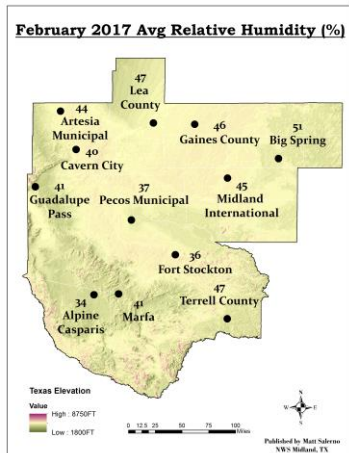 February 2017 Avg Relative Humidity (%)
47
Lea
County
44
Artesia
Municipal
46
Gaines County
51
Big Spring
40
Cavern City
41
Guadalupe
Pass
37
Pecos Municipal
45
Midland
International
36
Fort Stockton
34
Alpine
Casparis
41
Marfa
47
Terrell County
Texas Elevation
Value
High : 8750FT
Low : 1800FT
0 12.5 25 50 75 100
Miles
N
W E
S
Published by Matt Salerno
NWS Midland, TX